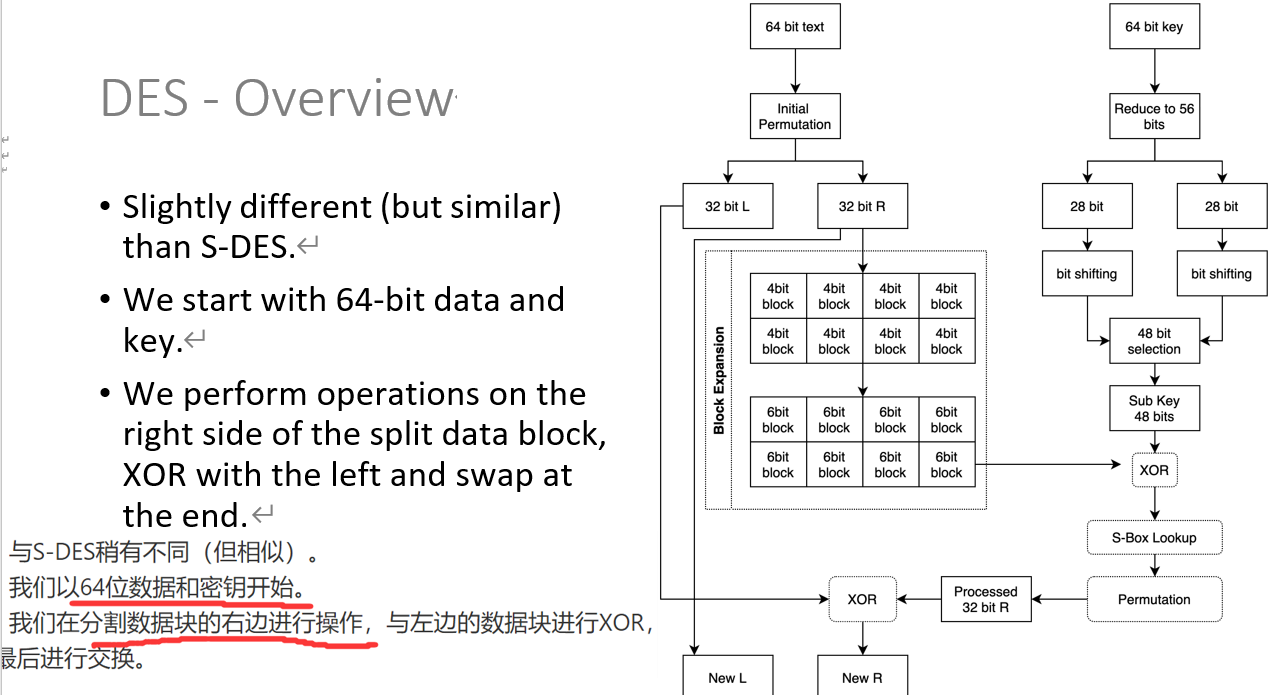 DES - Overview
• Slightly different (but similar)
than S-DES.↵
• We start with 64-bit data and
key.↵
• We perform operations on the
right side of the split data block,
XOR with the left and swap at
the end.↵
与S-DES稍有不同（但相似）。
我们以64位数据和密钥开始。
我们在分割数据块的右边进行操作，与左边的数据块进行XOR，
最后进行交换。
64 bit text
Initial
Permutation
32 bit L
32 bit R
Block Expansion
4bit
block
4bit
block
4bit
block
4bit
block
4bit
block
4bit
block
4bit
block
4bit
block
6bit
block
6bit
block
6bit
block
6bit
block
6bit
block
6bit
block
6bit
block
6bit
block
64 bit key
Reduce to 56
bits
28 bit
28 bit
bit shifting
bit shifting
48 bit
selection
Sub Key
48 bits
XOR
S-Box Lookup
Permutation
Processed
32 bit R
XOR
New L
New R